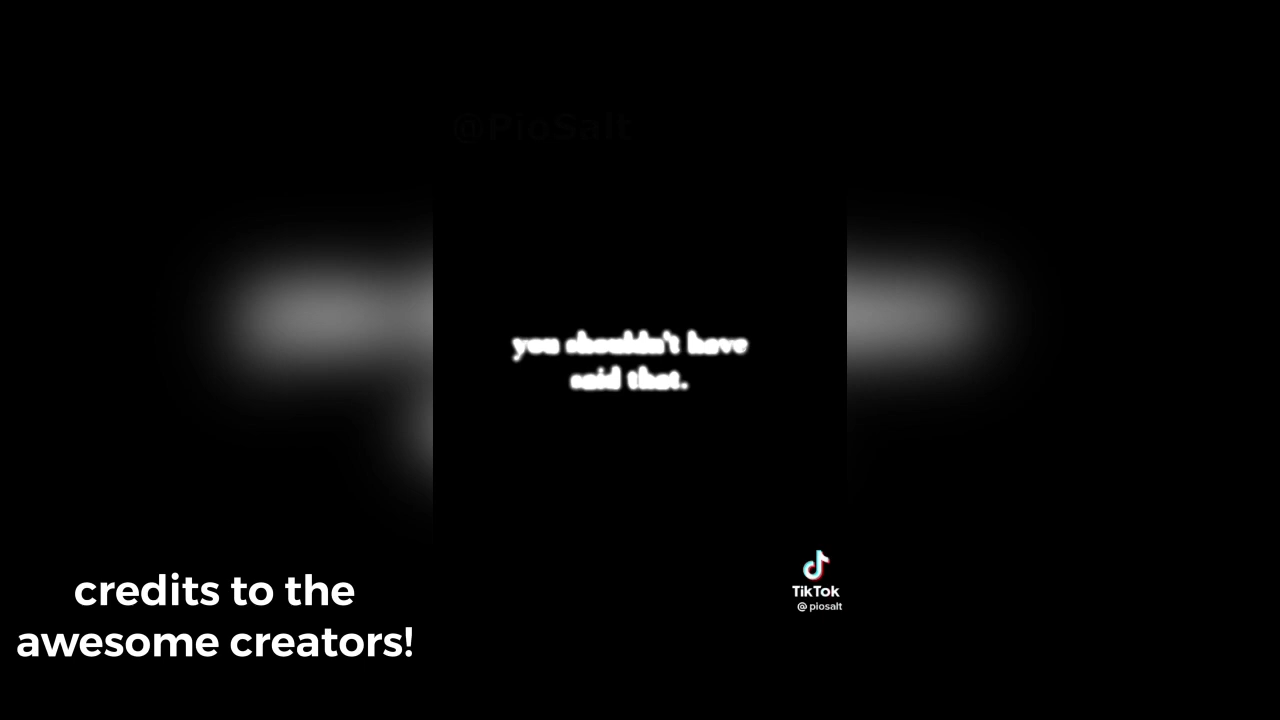 @PioSalt
you shouldn't have
said that.
TikTok
@piosalt
credits to the
awesome creators!